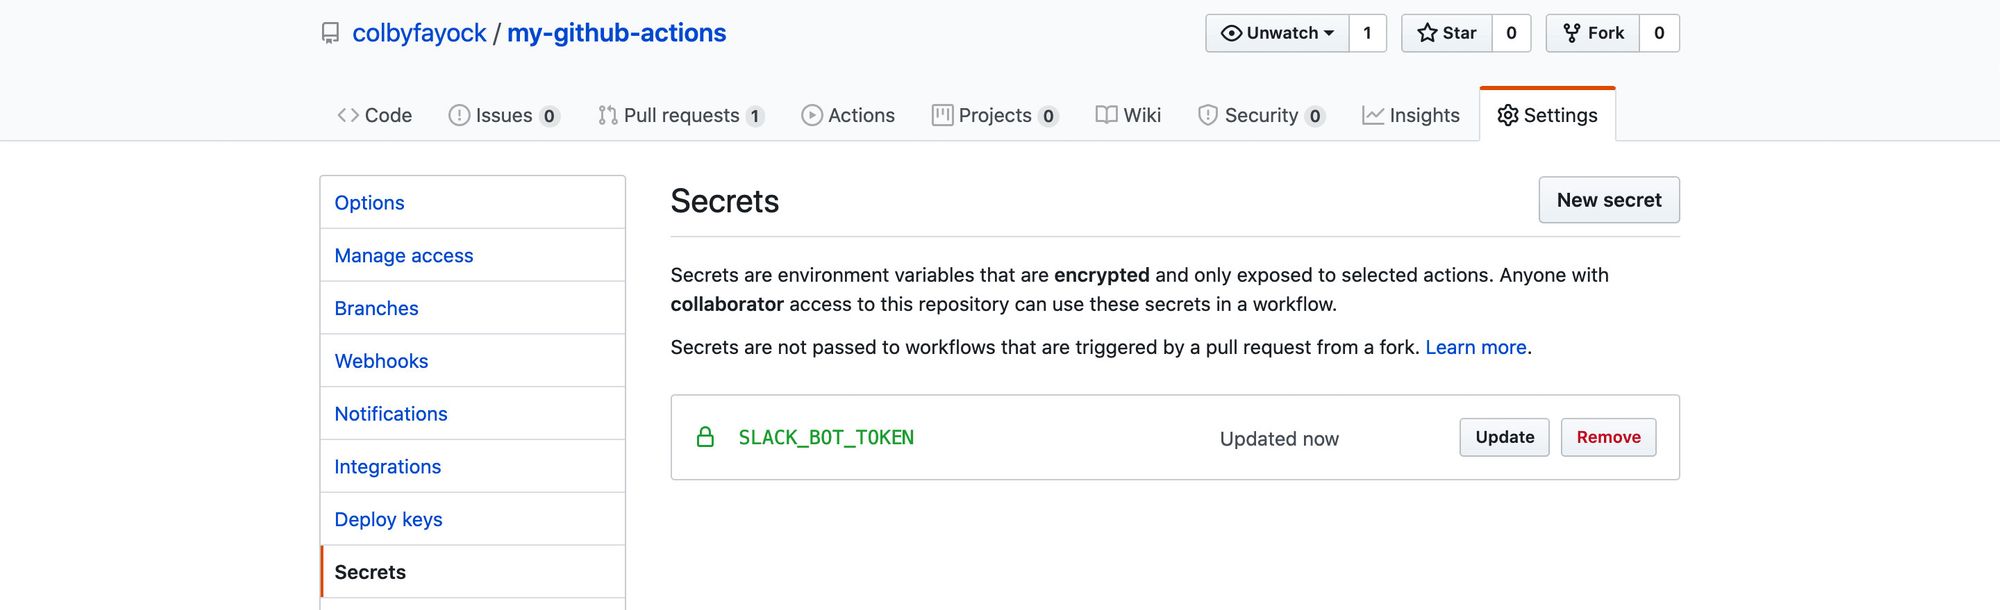 colbyfayock / my-github-actions
Unwatch 1 Star 0 Fork 0
Code Issues 0 Pull requests 1 Actions Projects 0 Wiki Security 0 Insights Settings
Options
Manage access
Branches
Webhooks
Notifications
Integrations
Deploy keys
Secrets
Secrets
New secret
Secrets are environment variables that are encrypted and only exposed to selected actions. Anyone with
collaborator access to this repository can use these secrets in a workflow.
Secrets are not passed to workflows that are triggered by a pull request from a fork. Learn more.
SLACK_BOT_TOKEN Updated now Update Remove